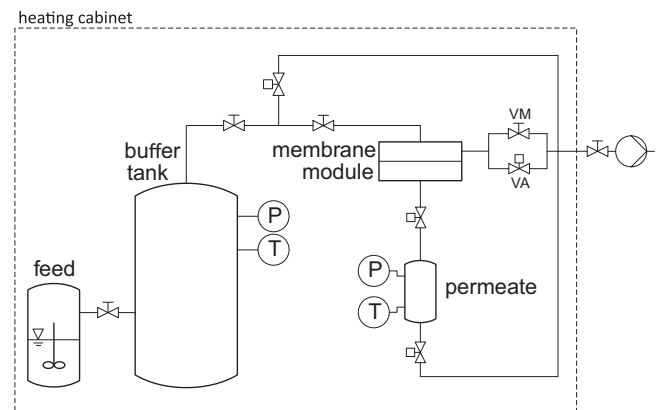 heating cabinet
VM
buffer
tank
membrane
module
VA
P
T
feed
P
permeate
T